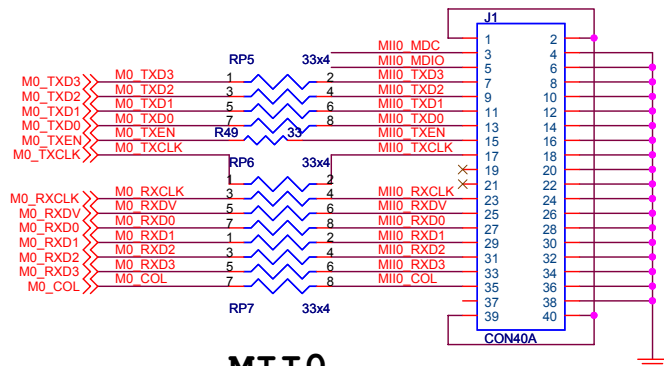 J1
RP5 33x4 MII0_MDC 1 2
MII0_MDIO 3 4
M0_TXD3 M0_TXD3 1 2 MII0_TXD3 5 6
M0_TXD2 M0_TXD2 3 4 MII0_TXD2 7 8
M0_TXD1 M0_TXD1 5 6 MII0_TXD1 9 10
M0_TXD0 M0_TXD0 7 8 MII0_TXD0 11 12
M0_TXEN M0_TXEN R49 33 MII0_TXEN 13 14
M0_TXCLK M0_TXCLK MII0_TXCLK 15 16
RP6 33x4 17 18
1 2 19 20
M0_RXCLK M0_RXCLK 3 4 MII0_RXCLK 21 22
M0_RXDV M0_RXDV 5 6 MII0_RXDV 23 24
M0_RXD0 M0_RXD0 7 8 MII0_RXD0 25 26
M0_RXD1 M0_RXD1 1 2 MII0_RXD1 27 28
M0_RXD2 M0_RXD2 3 4 MII0_RXD2 29 30
M0_RXD3 M0_RXD3 5 6 MII0_RXD3 31 32
M0_COL M0_COL 7 8 MII0_COL 33 34
35 36
RP7 33x4 37 38
39 40
CON40A
MII0